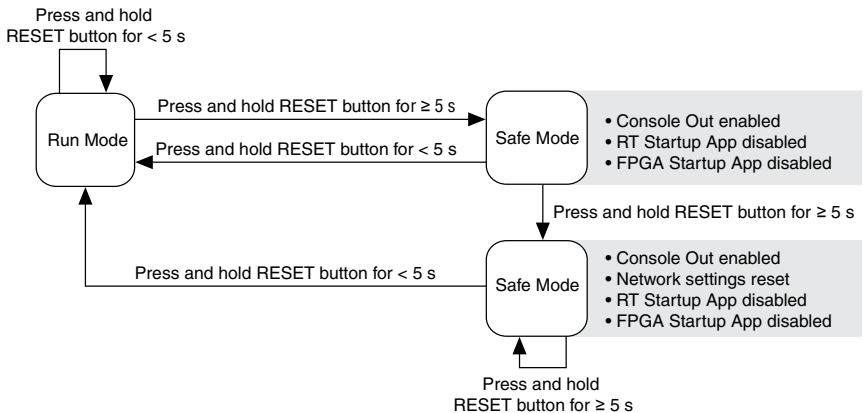 Press and hold
RESET button for < 5 s
Press and hold RESET button for ≥ 5 s
Run Mode
Safe Mode
• Console Out enabled
• RT Startup App disabled
• FPGA Startup App disabled
Press and hold RESET button for < 5 s
Press and hold RESET button for ≥ 5 s
Press and hold RESET button for < 5 s
Safe Mode
• Console Out enabled
• Network settings reset
• RT Startup App disabled
• FPGA Startup App disabled
Press and hold
RESET button for ≥ 5 s